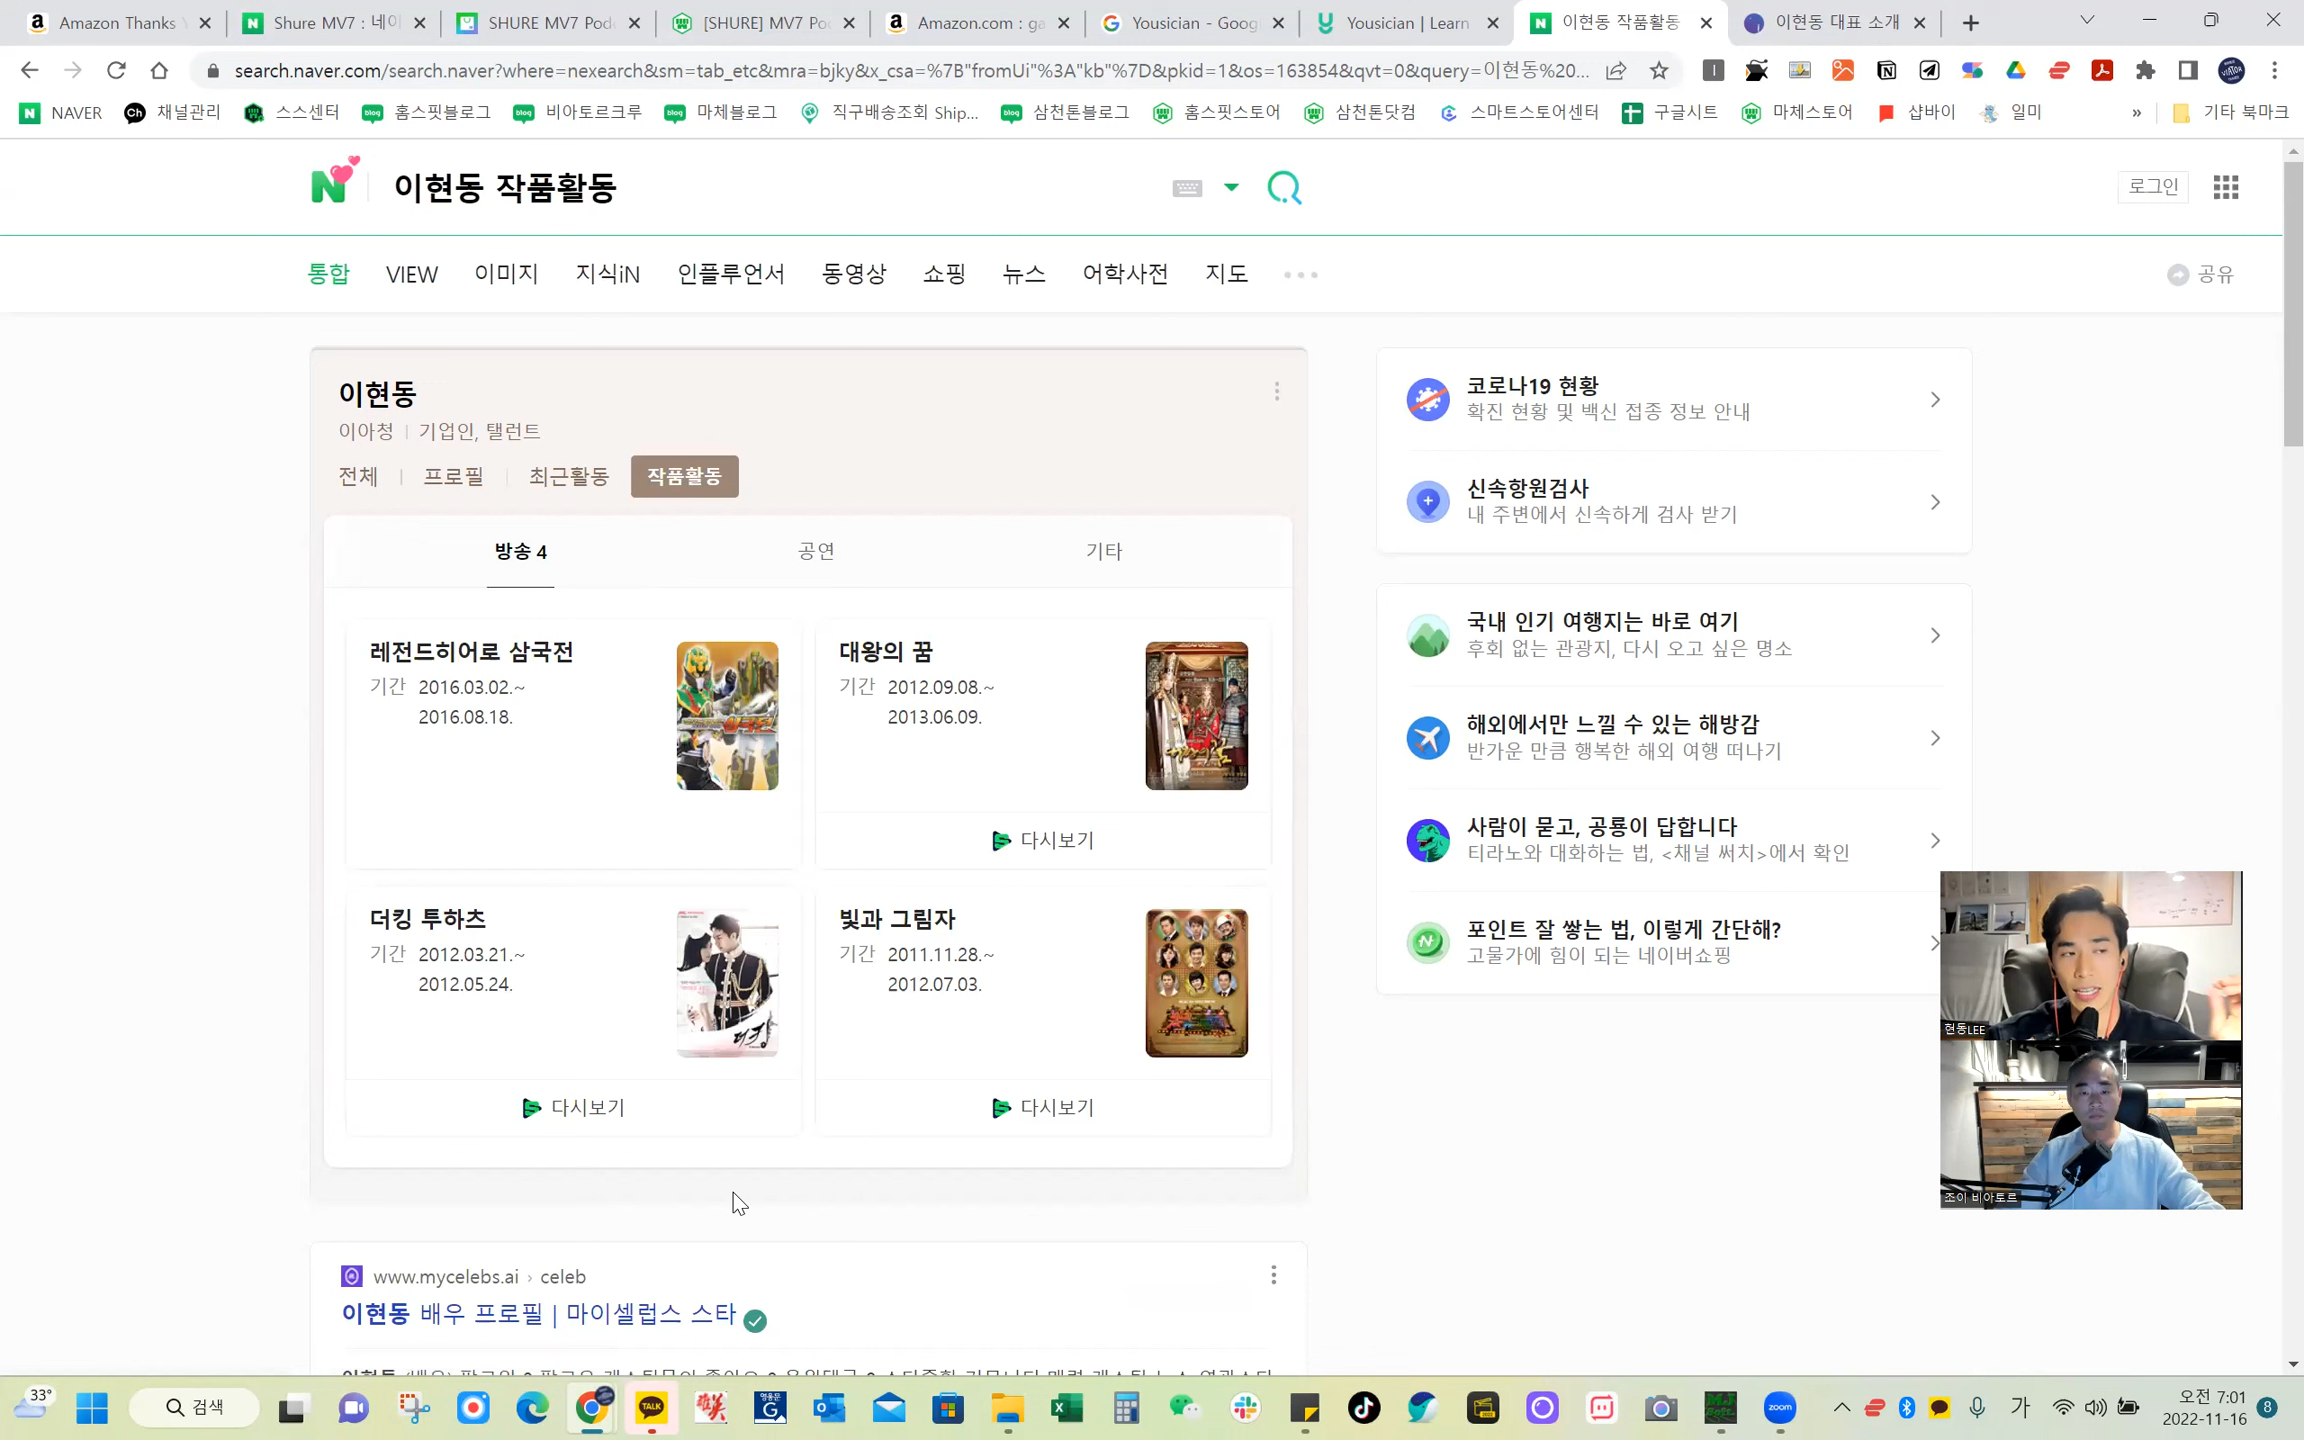 Amazon Thanks Y
Shure MV7 : 네이
SHURE MV7 Pod
[SHURE] MV7 Po
Amazon.com : ga
Yousician - Goog
Yousician | Learn
이현동 작품활동
이현동 대표 소개
search.naver.com/search.naver?where=nexearch&sm=tab_etc&mra=bjky&x_csa=%7B"fromUi"%3A"kb"%7D&pkid=1&os=163854&qvt=0&query=이현동%20...
NAVER
채널관리
스스센터
홈스핏블로그
비아토르크루
마체블로그
직구배송조회 Ship...
삼천톤블로그
홈스핏스토어
삼천톤닷컴
스마트스토어센터
구글시트
마체스토어
샵바이
일미
»
기타 북마크
이현동 작품활동
로그인
통합 VIEW 이미지 지식iN 인플루언서 동영상 쇼핑 뉴스 어학사전 지도
공유
이현동
이아청 | 기업인, 탤런트
전체 | 프로필 | 최근활동 작품활동
방송 4 공연 기타
레전드히어로 삼국전
기간 2016.03.02.~
2016.08.18.
대왕의 꿈
기간 2012.09.08.~
2013.06.09.
다시보기
더킹 투하츠
기간 2012.03.21.~
2012.05.24.
더킹
다시보기
빛과 그림자
기간 2011.11.28.~
2012.07.03.
다시보기
www.mycelebs.ai › celeb
이현동 배우 프로필 | 마이셀럽스 스타
코로나19 현황
확진 현황 및 백신 접종 정보 안내
신속항원검사
내 주변에서 신속하게 검사 받기
국내 인기 여행지는 바로 여기
후회 없는 관광지, 다시 오고 싶은 명소
해외에서만 느낄 수 있는 해방감
반가운 만큼 행복한 해외 여행 떠나기
사람이 묻고, 공룡이 답합니다
티라노와 대화하는 법, <채널 써치>에서 확인
포인트 잘 쌓는 법, 이렇게 간단해?
고물가에 힘이 되는 네이버쇼핑
현동LEE
조이 비아토르
33°
검색
TALK
zoom
가
오전 7:01
2022-11-16
8